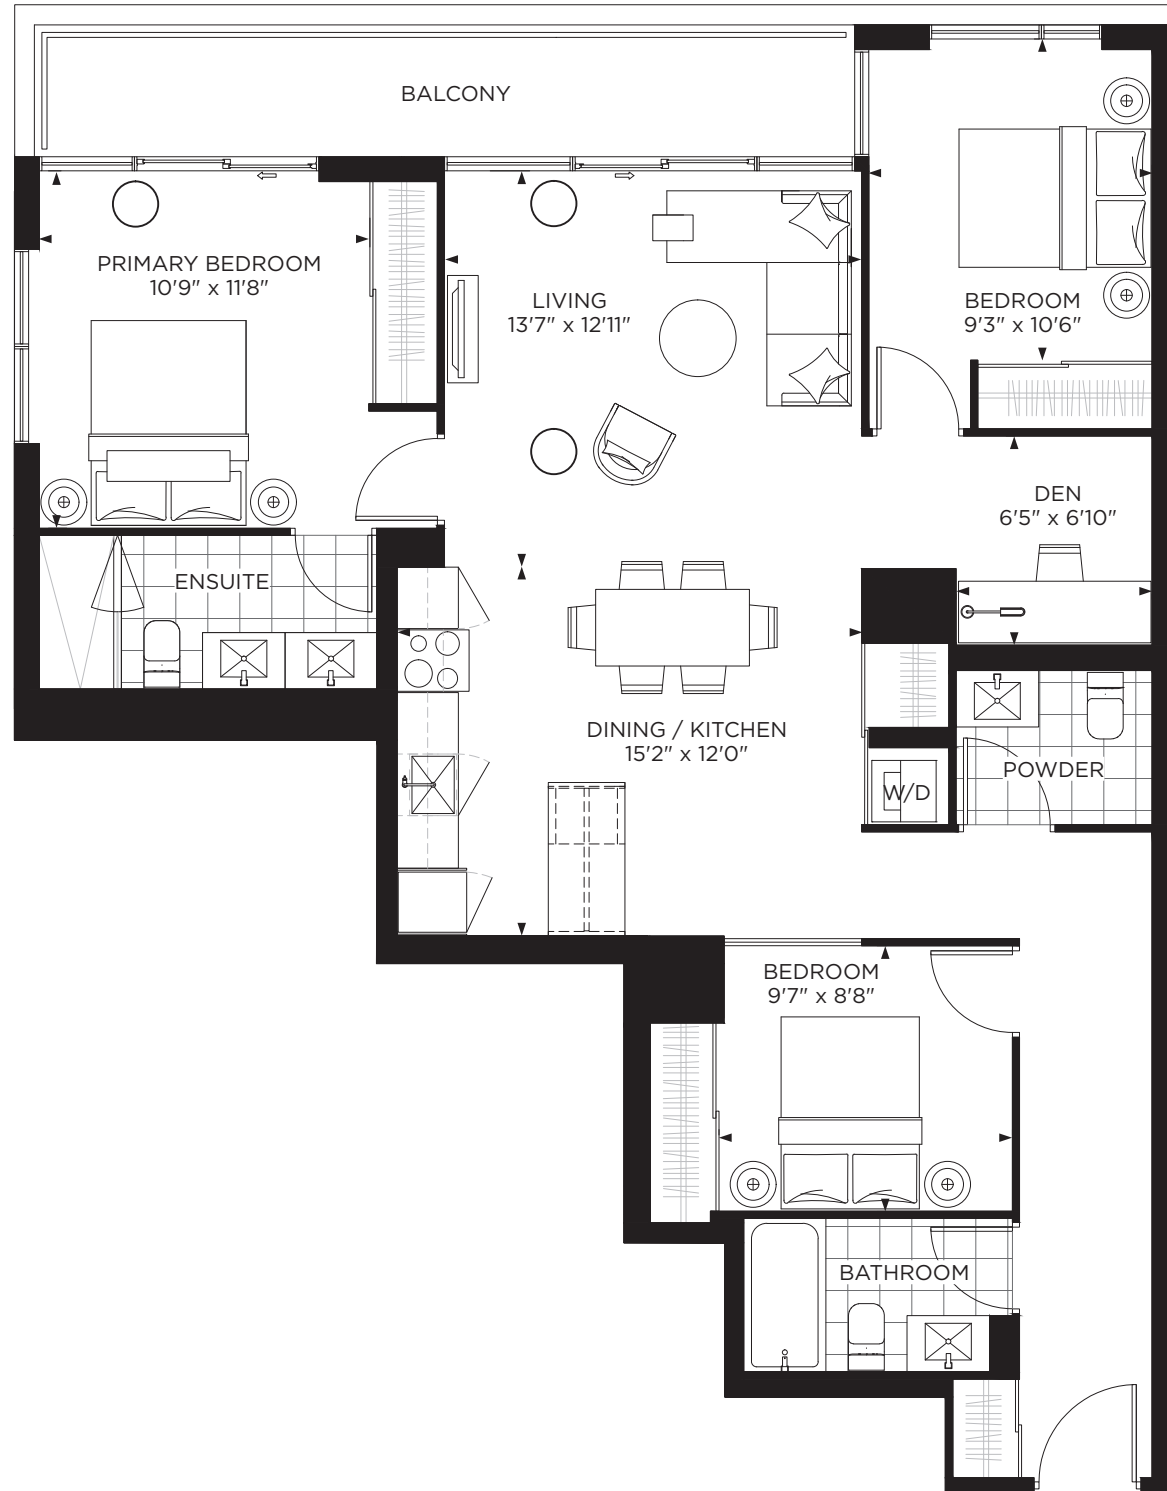 BALCONY
PRIMARY BEDROOM
10'9" x 11'8"
LIVING
13'7" x 12'11"
BEDROOM
9'3" x 10'6"
DEN
6'5" x 6'10"
ENSUITE
DINING / KITCHEN
15'2" x 12'0"
W/D
POWDER
BEDROOM
9'7" x 8'8"
BATHROOM